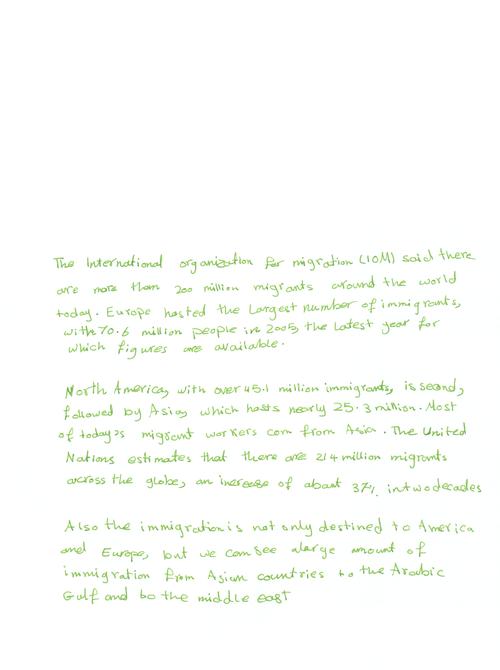 The International organization for migration (IOM) said there
are more than 200 million migrants around the world
today. Europe hosted the Largest number of immigrants,
with 70.6 million people in 2005, the Latest year for
which figures are available.
North America, with over 45.1 million immigrants, is second,
followed by Asia, which hosts nearly 25.3 million. Most
of today's migrant workers com from Asia. The United
Nations estimates that there are 214 million migrants
across the globe, an increase of about 37% in two decades
Also the immigration is not only destined to America
and Europe, but we can see a large amount of
immigration from Asian countries to the Arabic
Gulf and to the middle east